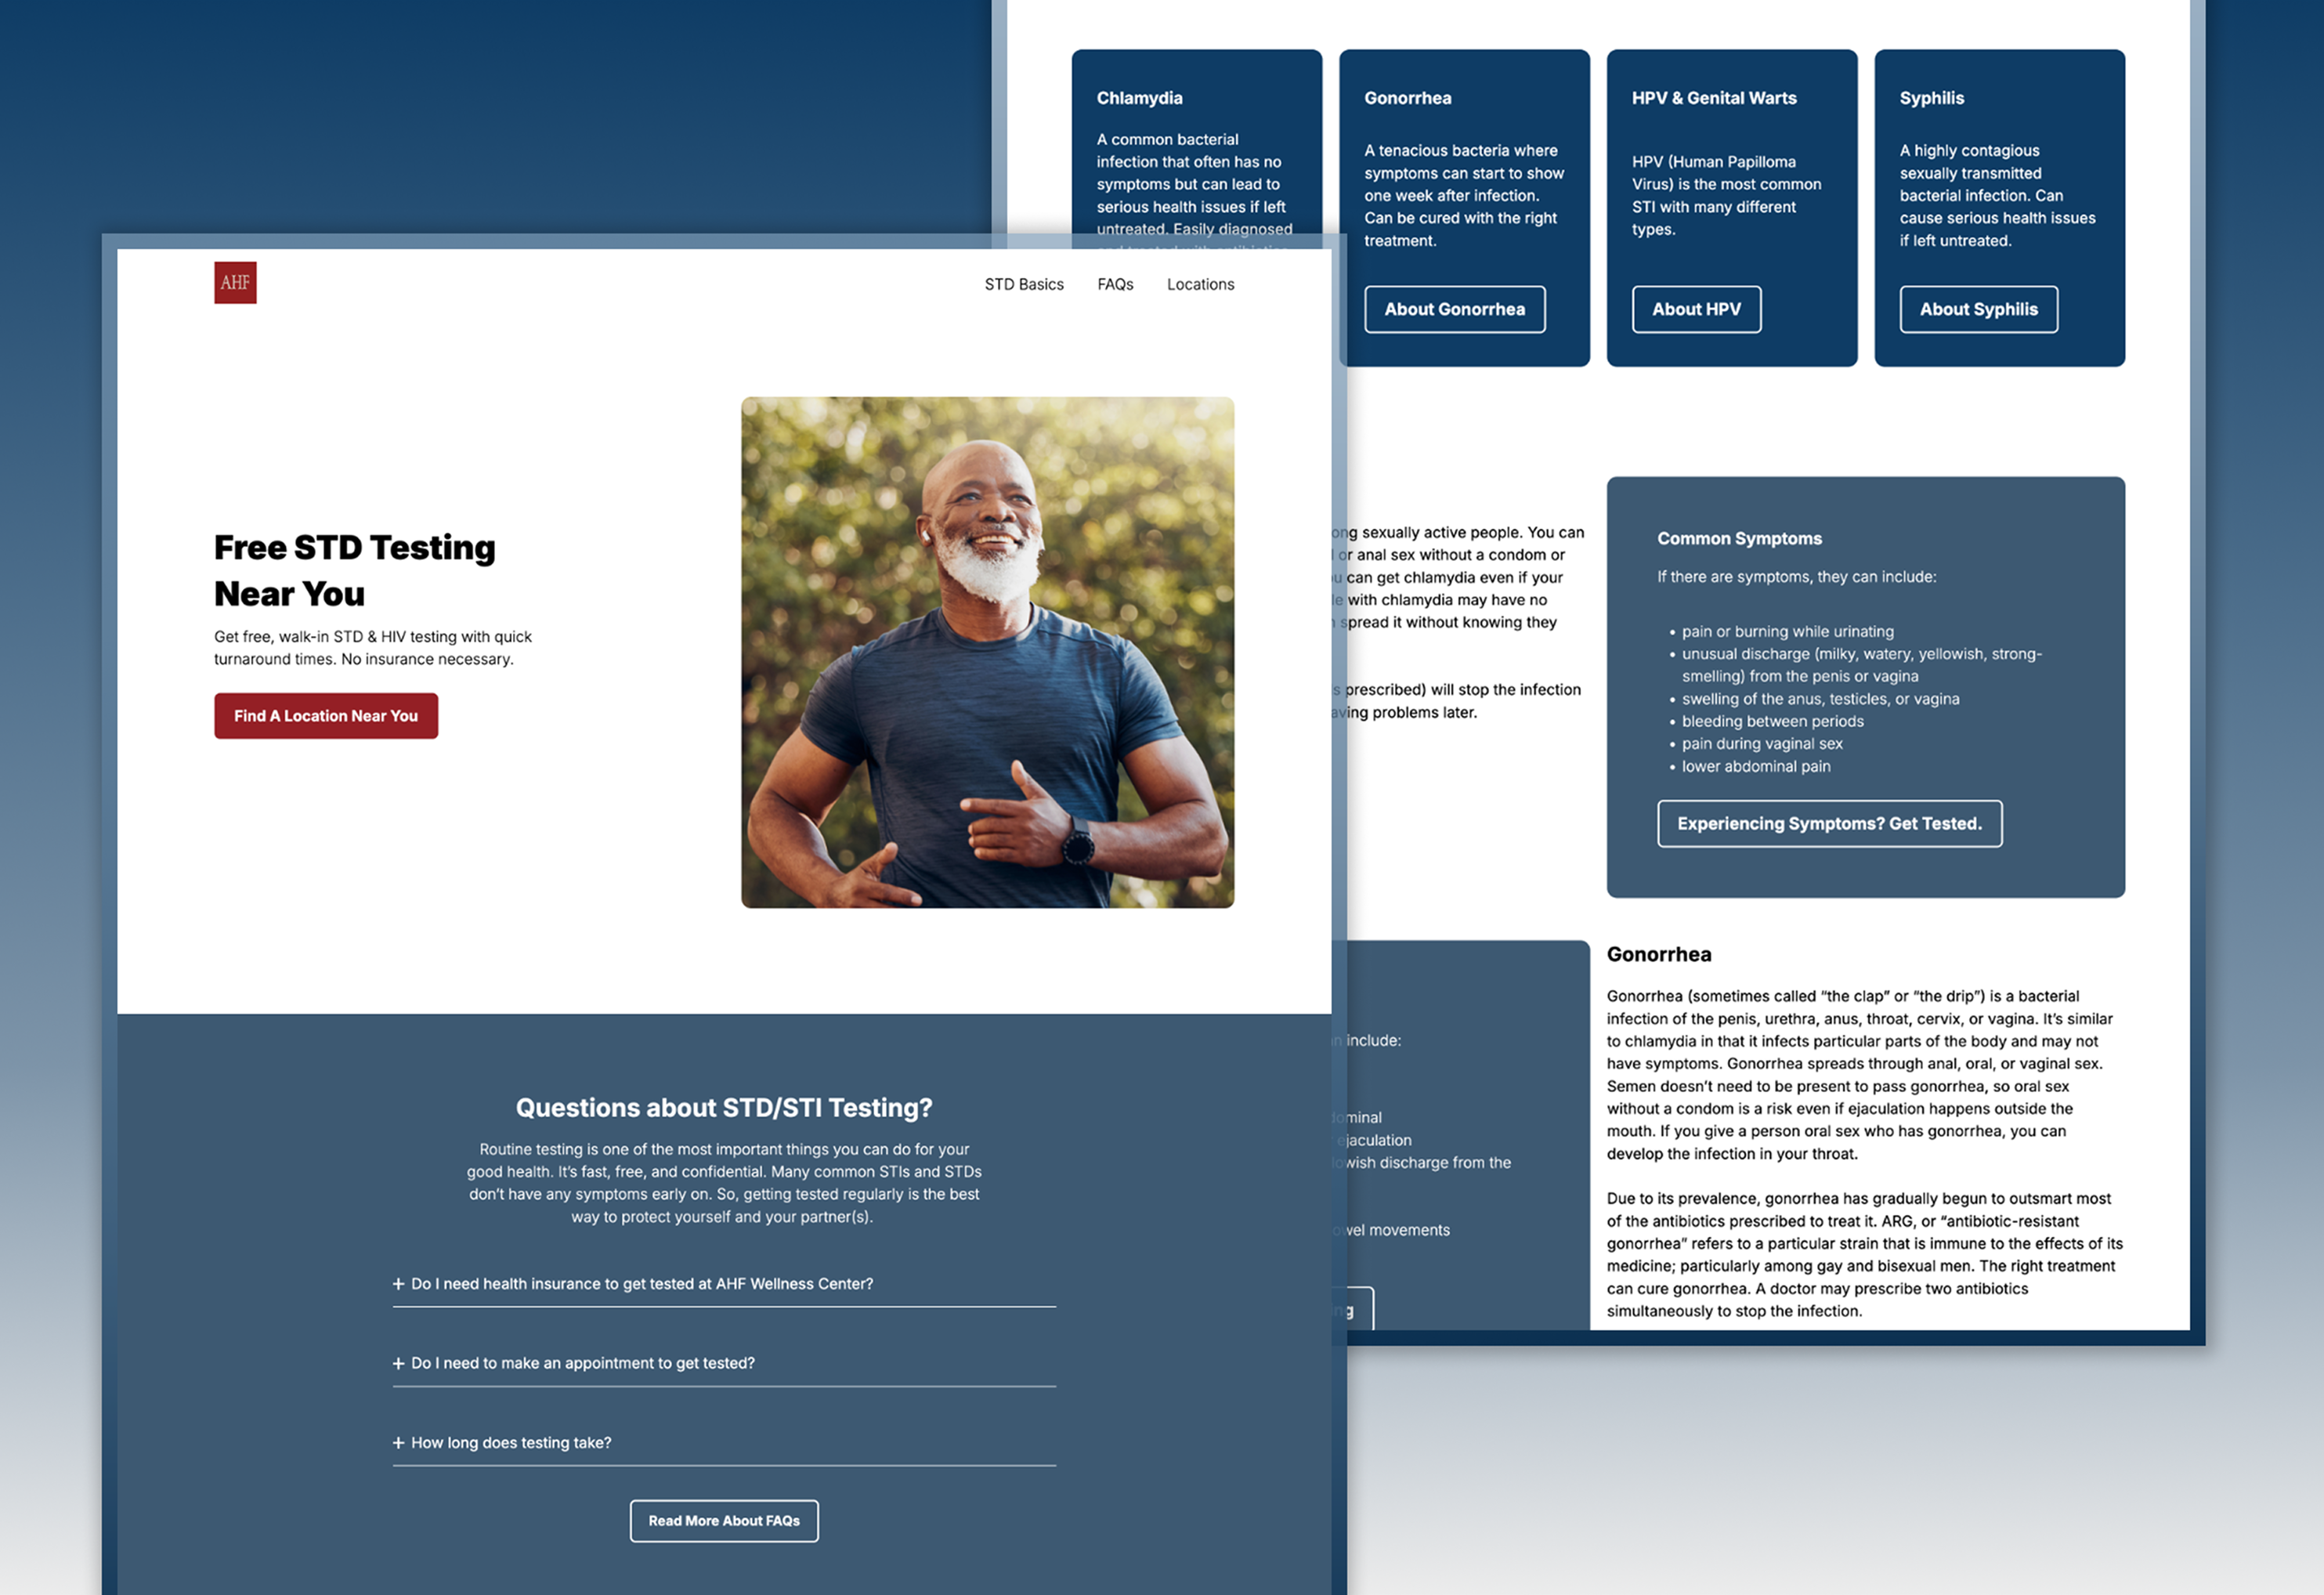 Chlamydia
A common bacterial
infection that often has no
symptoms but can lead to
serious health issues if left
untreated. Easily diagnosed
and treated with antibiotics
Gonorrhea
A tenacious bacteria where
symptoms can start to show
one week after infection.
Can be cured with the right
treatment.
About Gonorrhea
HPV & Genital Warts
HPV (Human Papilloma
Virus) is the most common
STI with many different
types.
About HPV
Syphilis
A highly contagious
sexually transmitted
bacterial infection. Can
cause serious health issues
if left untreated.
About Syphilis
AHF
STD Basics
FAQs
Locations
Free STD Testing
Near You
Get free, walk-in STD & HIV testing with quick
turnaround times. No insurance necessary.
Find A Location Near You
Questions about STD/STI Testing?
Routine testing is one of the most important things you can do for your
good health. It’s fast, free, and confidential. Many common STIs and STDs
don’t have any symptoms early on. So, getting tested regularly is the best
way to protect yourself and your partner(s).
+ Do I need health insurance to get tested at AHF Wellness Center?
+ Do I need to make an appointment to get tested?
+ How long does testing take?
Read More About FAQs
sexually active people. You can
or anal sex without a condom or
can get chlamydia even if your
with chlamydia may have no
spread it without knowing they
prescribed) will stop the infection
problems later.
Common Symptoms
If there are symptoms, they can include:
• pain or burning while urinating
• unusual discharge (milky, watery, yellowish, strong-
smelling) from the penis or vagina
• swelling of the anus, testicles, or vagina
• bleeding between periods
• pain during vaginal sex
• lower abdominal pain
Experiencing Symptoms? Get Tested.
include:
ejaculation
discharge from the
movements
Gonorrhea
Gonorrhea (sometimes called “the clap” or “the drip”) is a bacterial
infection of the penis, urethra, anus, throat, cervix, or vagina. It’s similar
to chlamydia in that it infects particular parts of the body and may not
have symptoms. Gonorrhea spreads through anal, oral, or vaginal sex.
Semen doesn’t need to be present to pass gonorrhea, so oral sex
without a condom is a risk even if ejaculation happens outside the
mouth. If you give a person oral sex who has gonorrhea, you can
develop the infection in your throat.
Due to its prevalence, gonorrhea has gradually begun to outsmart most
of the antibiotics prescribed to treat it. ARG, or “antibiotic-resistant
gonorrhea” refers to a particular strain that is immune to the effects of its
medicine; particularly among gay and bisexual men. The right treatment
can cure gonorrhea. A doctor may prescribe two antibiotics
simultaneously to stop the infection.